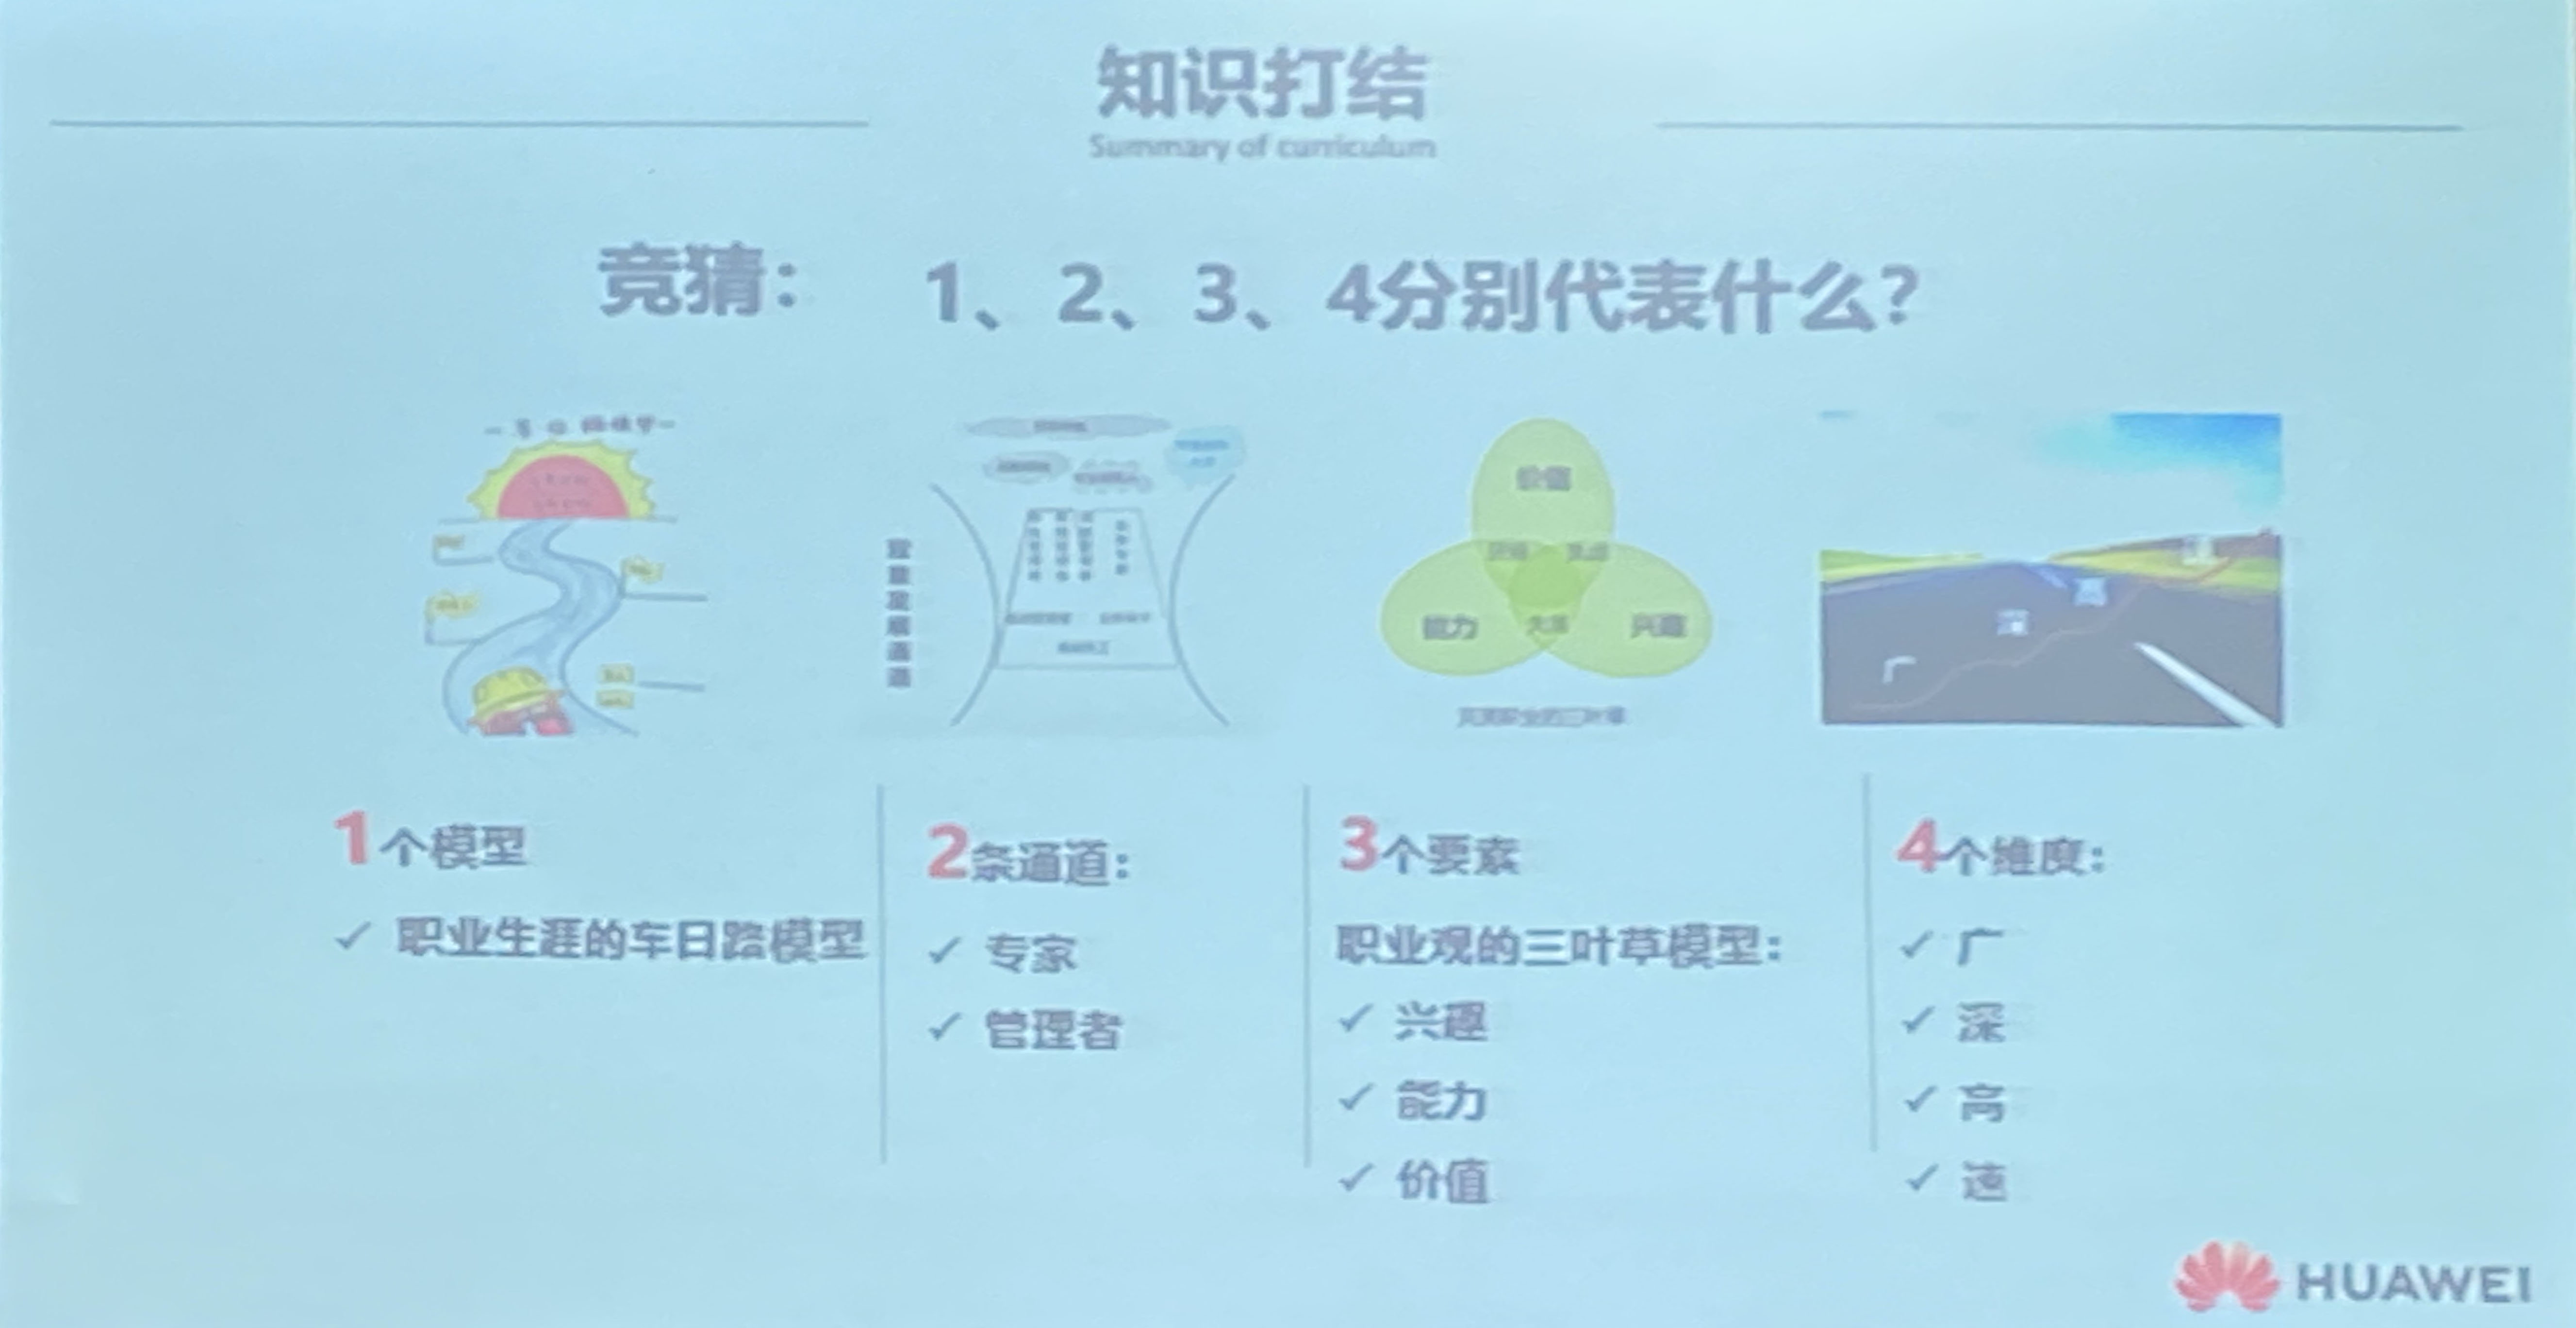 知识打结
Summary of curriculum
竞猜: 1、2、3、4分别代表什么?
价值
能力
兴趣
深
高
1个模型
✓ 职业生涯的车日路模型
2条通道:
✓ 专家
✓ 管理者
3个要素
职业观的三叶草模型:
✓ 兴趣
✓ 能力
✓ 价值
4个维度:
✓ 广
✓ 深
✓ 高
✓ 速
HUAWEI